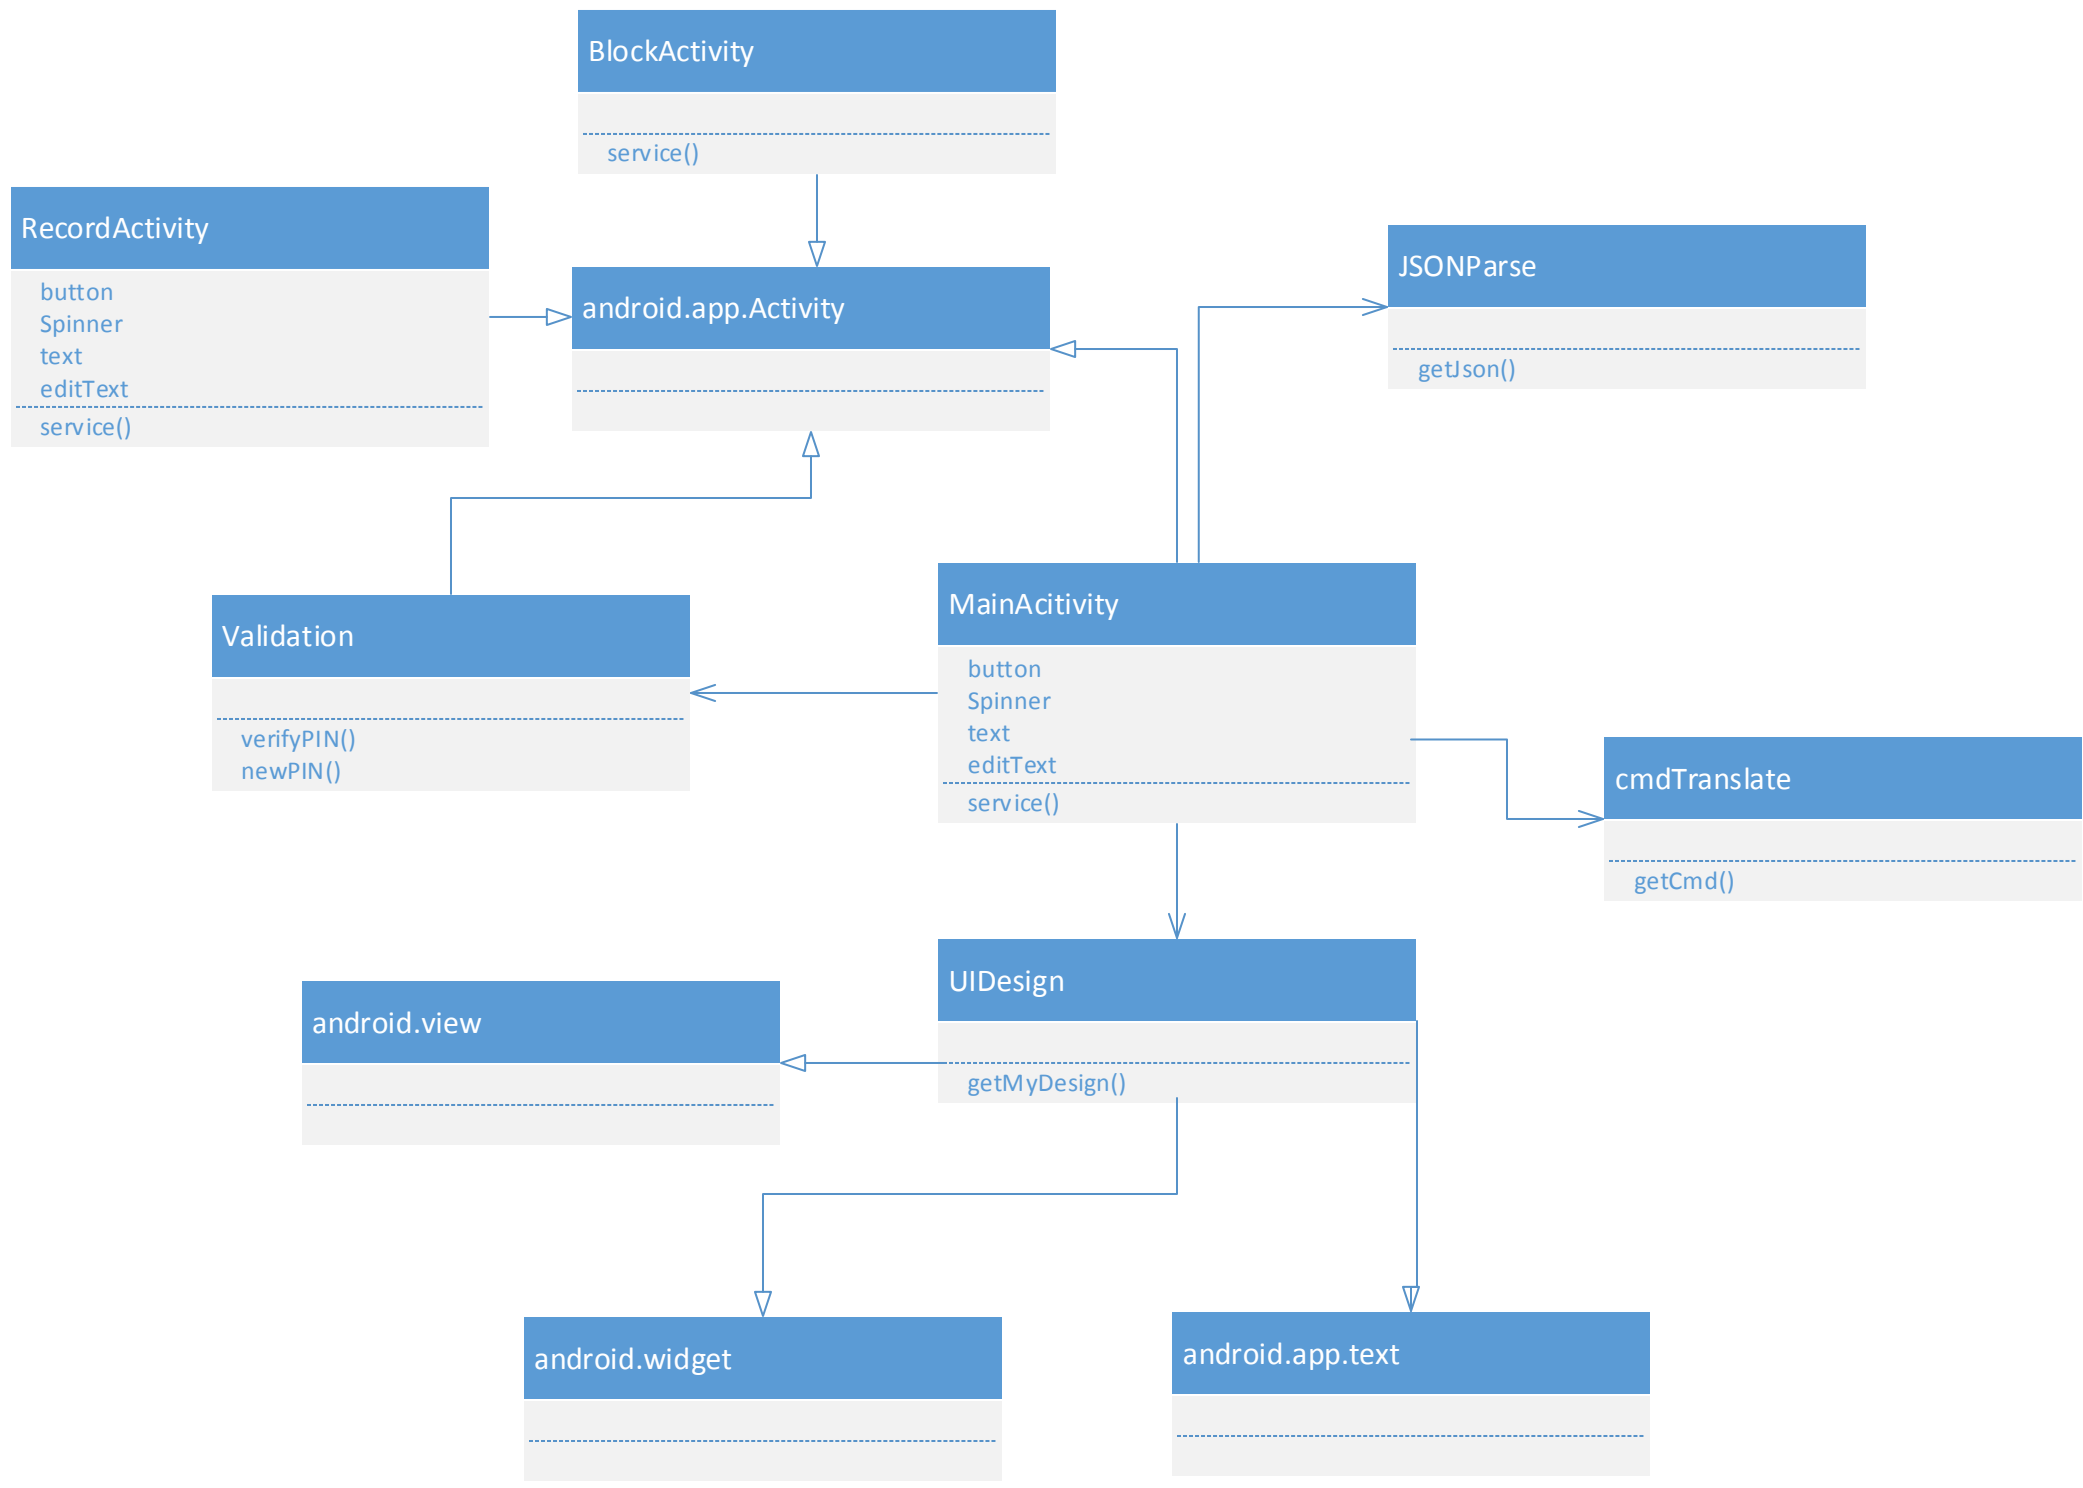 BlockActivity
service()
RecordActivity
button
Spinner
text
editText
service()
android.app.Activity
JSONParse
getJson()
Validation
verifyPIN()
newPIN()
MainAcitivity
button
Spinner
text
editText
service()
cmdTranslate
getCmd()
UIDesign
getMyDesign()
android.view
android.widget
android.app.text